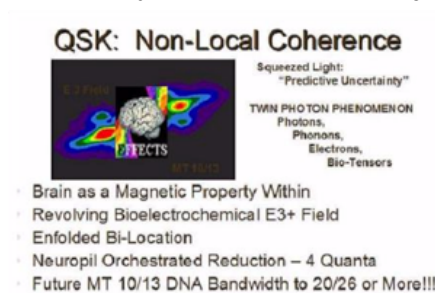 QSK: Non-Local Coherence
Squeezed Light:
"Predictive Uncertainty"
TWIN PHOTON PHENOMENON
Photons,
Phonons,
Electrons,
Bio-Tensors
E 3 Field
EFFECTS
MT 10/13
Brain as a Magnetic Property Within
Revolving Bioelectrochemical E3+ Field
Enfolded Bi-Location
Neuropil Orchestrated Reduction – 4 Quanta
Future MT 10/13 DNA Bandwidth to 20/26 or More!!!